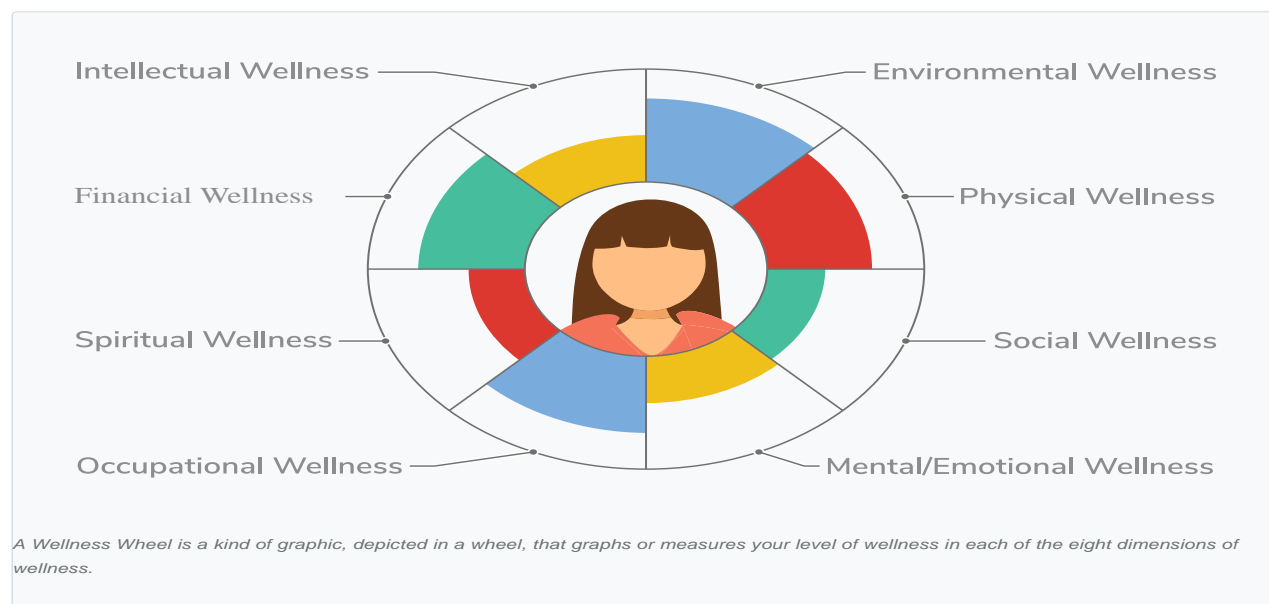 Intellectual Wellness
Environmental Wellness
Financial Wellness
Physical Wellness
Spiritual Wellness
Social Wellness
Occupational Wellness
Mental/Emotional Wellness
A Wellness Wheel is a kind of graphic, depicted in a wheel, that graphs or measures your level of wellness in each of the eight dimensions of
wellness.